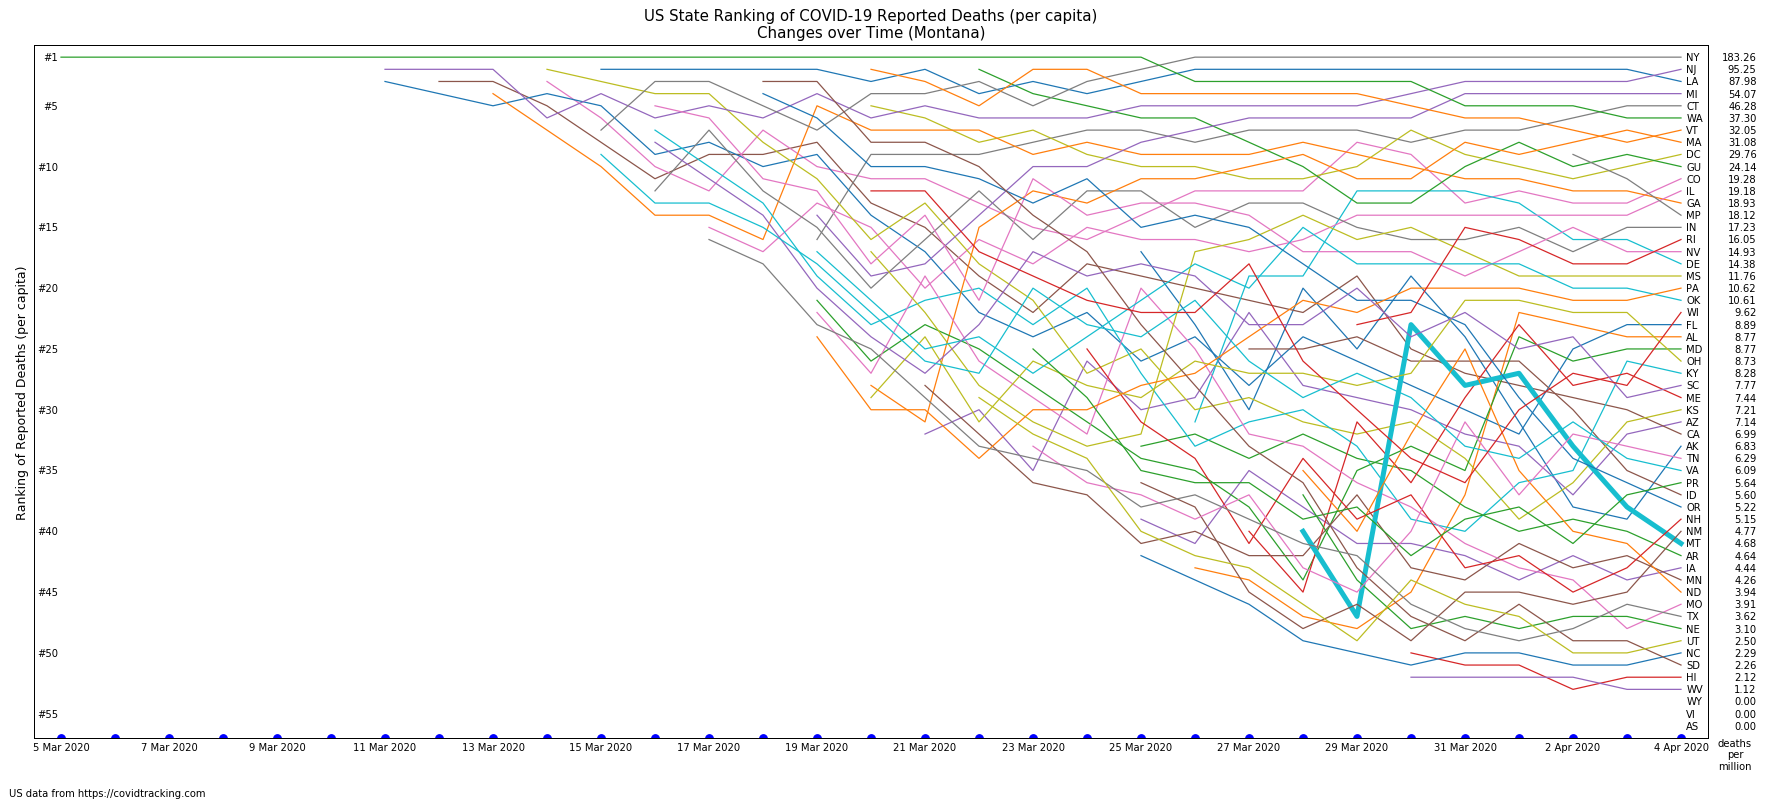 US State Ranking of COVID-19 Reported Deaths (per capita)
Changes over Time (Montana)
Ranking of Reported Deaths (per capita)
#1
#5
#10
#15
#20
#25
#30
#35
#40
#45
#50
#55
NY 183.26
NJ 95.25
LA 87.98
MI 54.07
CT 46.28
WA 37.30
VT 32.05
MA 31.08
DC 29.76
GU 24.14
CO 19.28
IL 19.18
GA 18.93
MP 18.12
IN 17.23
RI 16.05
NV 14.93
DE 14.38
MS 11.76
PA 10.62
OK 10.61
WI 9.62
FL 8.89
AL 8.77
MD 8.77
OH 8.73
KY 8.28
SC 7.77
ME 7.44
KS 7.21
AZ 7.14
CA 6.99
AK 6.83
TN 6.29
VA 6.09
PR 5.64
ID 5.60
OR 5.22
NH 5.15
NM 4.77
MT 4.68
AR 4.64
IA 4.44
MN 4.26
ND 3.94
MO 3.91
TX 3.62
NE 3.10
UT 2.50
NC 2.29
SD 2.26
HI 2.12
WV 1.12
WY 0.00
VI 0.00
AS 0.00
5 Mar 2020 7 Mar 2020 9 Mar 2020 11 Mar 2020 13 Mar 2020 15 Mar 2020 17 Mar 2020 19 Mar 2020 21 Mar 2020 23 Mar 2020 25 Mar 2020 27 Mar 2020 29 Mar 2020 31 Mar 2020 2 Apr 2020 4 Apr 2020
deaths
per
million
US data from https://covidtracking.com